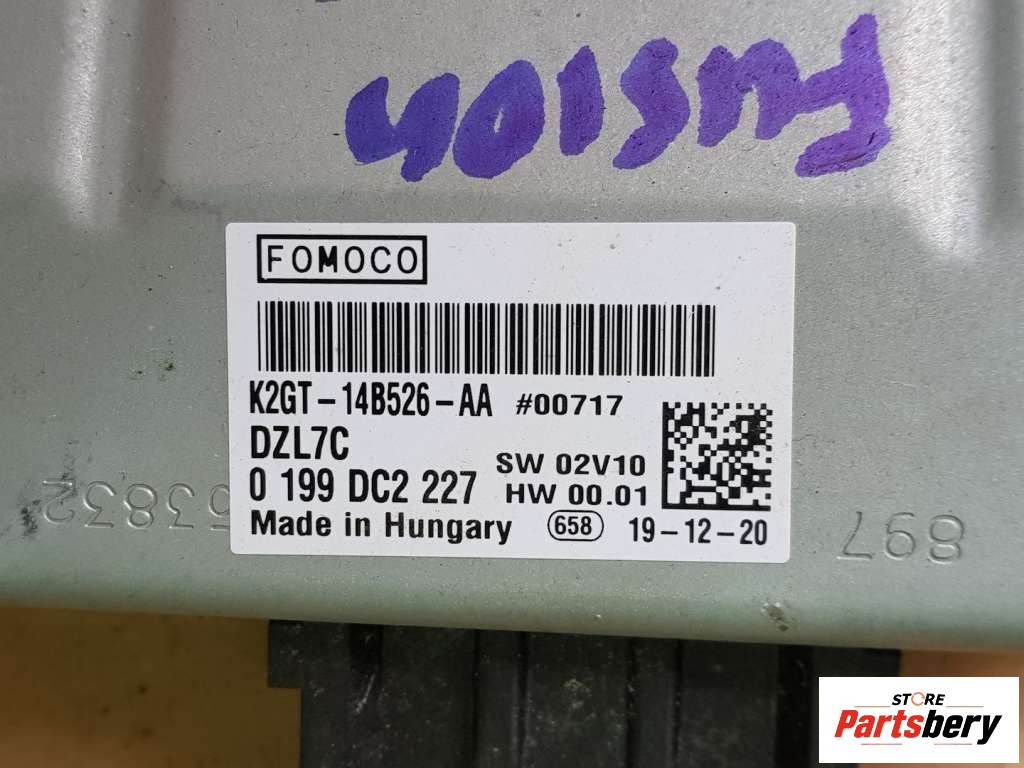 FUSION
FOMOCO
K2GT-14B526-AA #00717
DZL7C
SW 02V10
0 199 DC2 227
HW 00.01
Made in Hungary 658 19-12-20
53832
897
STORE
Partsbery